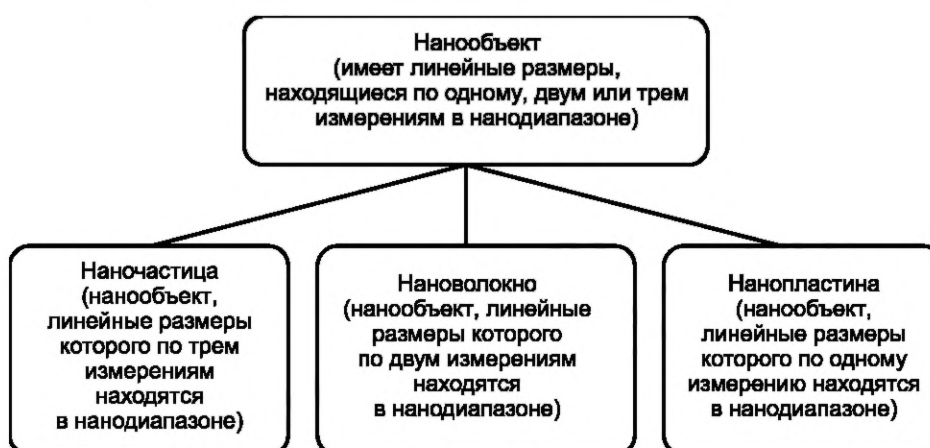 Нанообъект
(имеет линейные размеры,
находящиеся по одному, двум или трем
измерениям в нанодиапазоне)
Наночастица
(нанообъект,
линейные размеры
которого по трем
измерениям
находятся
в нанодиапазоне)
Нановолокно
(нанообъект, линейные
размеры которого
по двум измерениям
находятся
в нанодиапазоне)
Нанопластина
(нанообъект,
линейные размеры
которого по одному
измерению находятся
в нанодиапазоне)